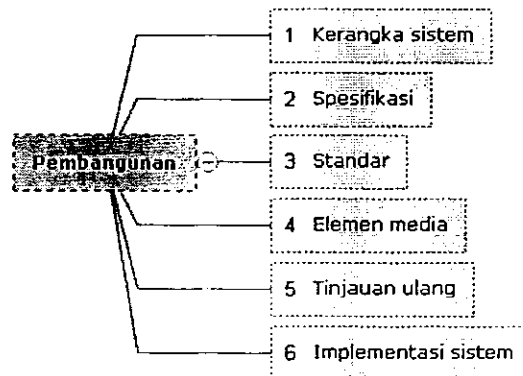 1 Kerangka sistem
2 Spesifikasi
Pembangunan
3 Standar
4 Elemen media
5 Tinjauan ulang
6 Implementasi sistem